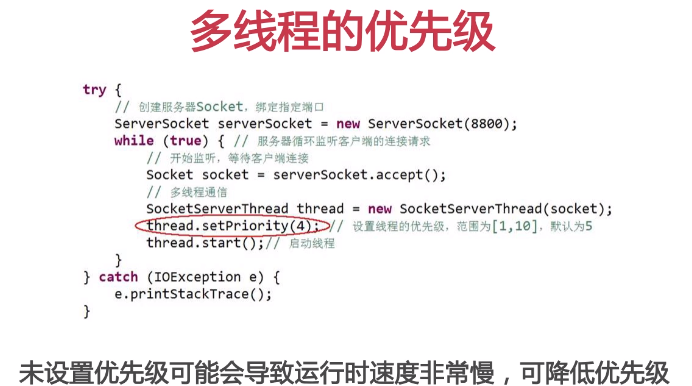 多线程的优先级
try {
// 创建服务器Socket，绑定指定端口
ServerSocket serverSocket = new ServerSocket(8800);
while (true) { // 服务器循环监听客户端的连接请求
// 开始监听，等待客户端连接
Socket socket = serverSocket.accept();
// 多线程通信
SocketServerThread thread = new SocketServerThread(socket);
thread.setPriority(4); // 设置线程的优先级，范围为[1,10]，默认为5
thread.start();// 启动线程
}
} catch (IOException e) {
e.printStackTrace();
}
未设置优先级可能会导致运行时速度非常慢，可降低优先级